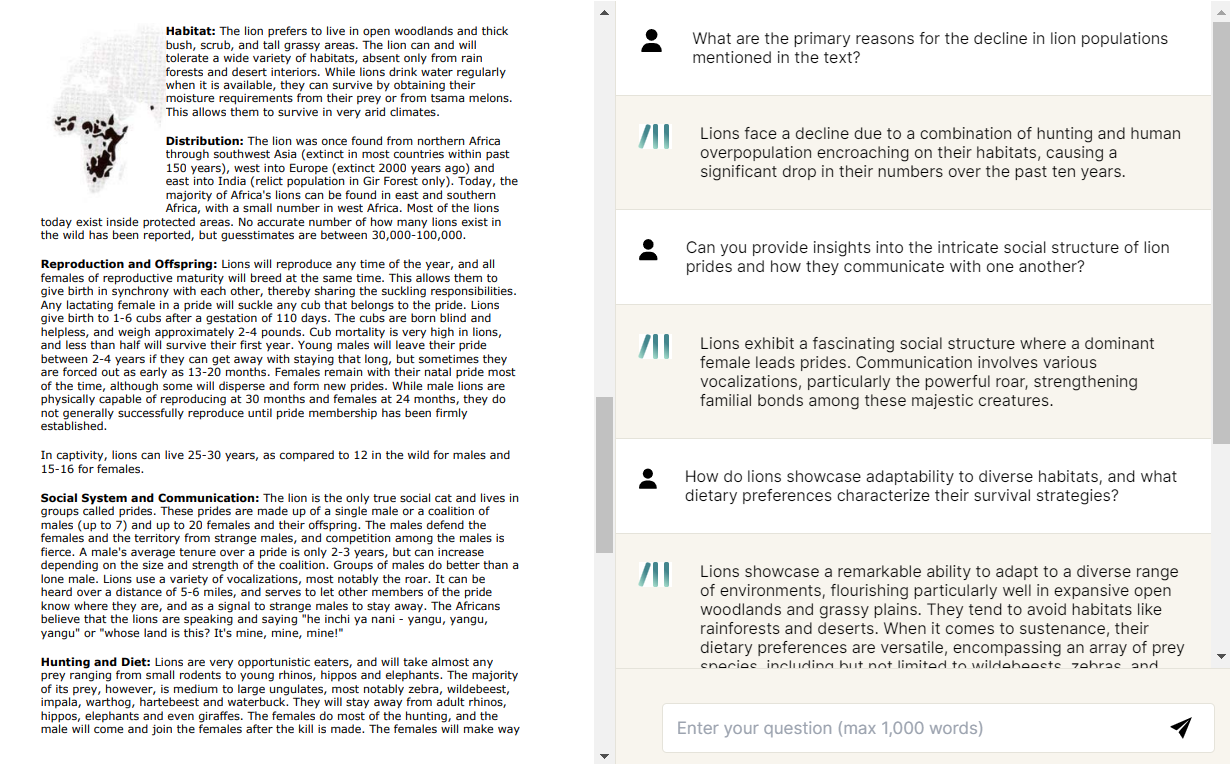 Habitat: The lion prefers to live in open woodlands and thick
bush, scrub, and tall grassy areas. The lion can and will
tolerate a wide variety of habitats, absent only from rain
forests and desert interiors. While lions drink water regularly
when it is available, they can survive by obtaining their
moisture requirements from their prey or from tsama melons.
This allows them to survive in very arid climates.
Distribution: The lion was once found from northern Africa
through southwest Asia (extinct in most countries within past
150 years), west into Europe (extinct 2000 years ago) and
east into India (relict population in Gir Forest only). Today, the
majority of Africa's lions can be found in east and southern
Africa, with a small number in west Africa. Most of the lions
today exist inside protected areas. No accurate number of how many lions exist in
the wild has been reported, but guesstimates are between 30,000-100,000.
Reproduction and Offspring: Lions will reproduce any time of the year, and all
females of reproductive maturity will breed at the same time. This allows them to
give birth in synchrony with each other, thereby sharing the suckling responsibilities.
Any lactating female in a pride will suckle any cub that belongs to the pride. Lions
give birth to 1-6 cubs after a gestation of 110 days. The cubs are born blind and
helpless, and weigh approximately 2-4 pounds. Cub mortality is very high in lions,
and less than half will survive their first year. Young males will leave their pride
between 2-4 years if they can get away with staying that long, but sometimes they
are forced out as early as 13-20 months. Females remain with their natal pride most
of the time, although some will disperse and form new prides. While male lions are
physically capable of reproducing at 30 months and females at 24 months, they do
not generally successfully reproduce until pride membership has been firmly
established.
In captivity, lions can live 25-30 years, as compared to 12 in the wild for males and
15-16 for females.
Social System and Communication: The lion is the only true social cat and lives in
groups called prides. These prides are made up of a single male or a coalition of
males (up to 7) and up to 20 females and their offspring. The males defend the
females and the territory from strange males, and competition among the males is
fierce. A male's average tenure over a pride is only 2-3 years, but can increase
depending on the size and strength of the coalition. Groups of males do better than a
lone male. Lions use a variety of vocalizations, most notably the roar. It can be
heard over a distance of 5-6 miles, and serves to let other members of the pride
know where they are, and as a signal to strange males to stay away. The Africans
believe that the lions are speaking and saying "he inchi ya nani - yangu, yangu,
yangu" or "whose land is this? It's mine, mine, mine!"
Hunting and Diet: Lions are very opportunistic eaters, and will take almost any
prey ranging from small rodents to young rhinos, hippos and elephants. The majority
of its prey, however, is medium to large ungulates, most notably zebra, wildebeest,
impala, warthog, hartebeest and waterbuck. They will stay away from adult rhinos,
hippos, elephants and even giraffes. The females do most of the hunting, and the
male will come and join the females after the kill is made. The females will make way
What are the primary reasons for the decline in lion populations
mentioned in the text?
Lions face a decline due to a combination of hunting and human
overpopulation encroaching on their habitats, causing a
significant drop in their numbers over the past ten years.
Can you provide insights into the intricate social structure of lion
prides and how they communicate with one another?
Lions exhibit a fascinating social structure where a dominant
female leads prides. Communication involves various
vocalizations, particularly the powerful roar, strengthening
familial bonds among these majestic creatures.
How do lions showcase adaptability to diverse habitats, and what
dietary preferences characterize their survival strategies?
Lions showcase a remarkable ability to adapt to a diverse range
of environments, flourishing particularly well in expansive open
woodlands and grassy plains. They tend to avoid habitats like
rainforests and deserts. When it comes to sustenance, their
dietary preferences are versatile, encompassing an array of prey
species, including but not limited to wildebeests, zebras, and
Enter your question (max 1,000 words)